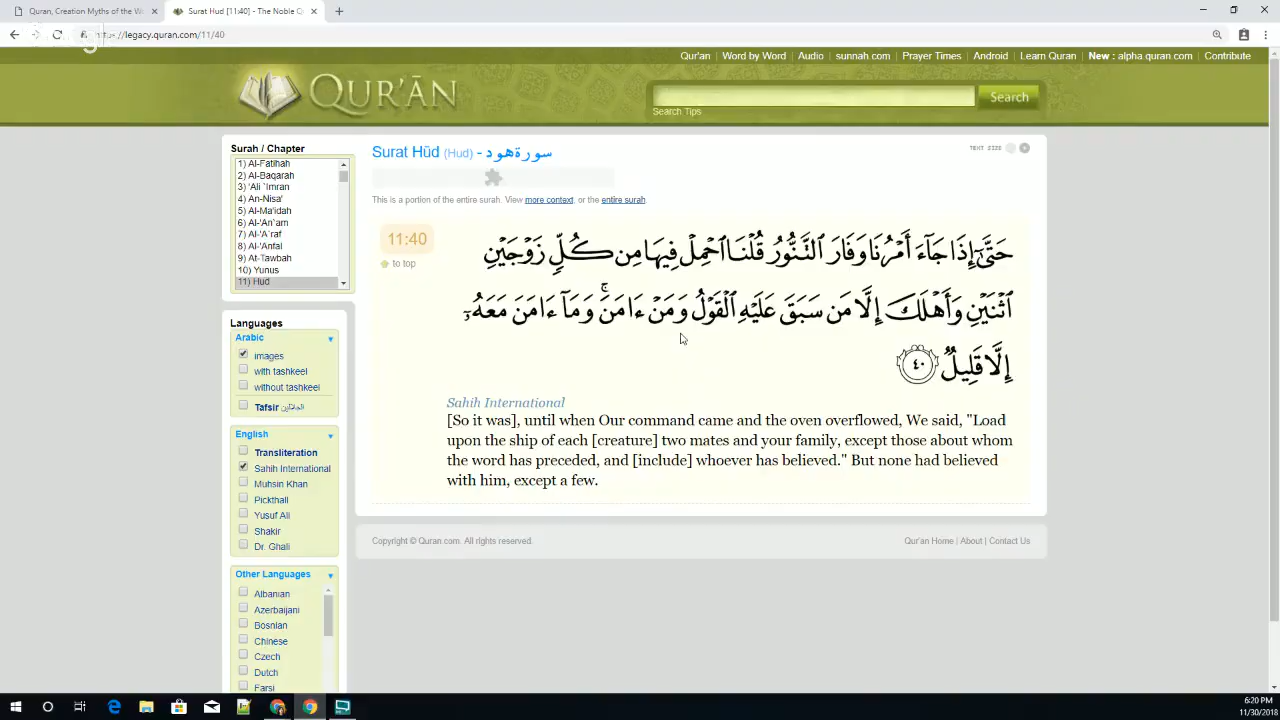 Quran, Creation Myths of the W
Surat Hud [11:40] - The Noble Q
https://legacy.quran.com/11/40
Qur'an | Word by Word | Audio | sunnah.com | Prayer Times | Android | Learn Quran | New : alpha.quran.com | Contribute
QUR'ĀN
Search
Search Tips
Surah / Chapter
1) Al-Fatihah
2) Al-Baqarah
3) 'Ali `Imran
4) An-Nisa'
5) Al-Ma'idah
6) Al-'An`am
7) Al-'A`raf
8) Al-'Anfal
9) At-Tawbah
10) Yunus
11) Hud
Languages
Arabic
images
with tashkeel
without tashkeel
Tafsir الجلالين
English
Transliteration
Sahih International
Muhsin Khan
Pickthall
Yusuf Ali
Shakir
Dr. Ghali
Other Languages
Albanian
Azerbaijani
Bosnian
Chinese
Czech
Dutch
Farsi
Surat Hūd (Hud) - سورة هود
TEXT SIZE
This is a portion of the entire surah. View more context, or the entire surah.
11:40
to top
حَتَّىٰٓ إِذَا جَآءَ أَمْرُنَا وَفَارَ ٱلتَّنُّورُ قُلْنَا ٱحْمِلْ فِيهَا مِن كُلٍّۢ زَوْجَيْنِ
ٱثْنَيْنِ وَأَهْلَكَ إِلَّا مَن سَبَقَ عَلَيْهِ ٱلْقَوْلُ وَمَنْ ءَامَنَ ۚ وَمَآ ءَامَنَ مَعَهُۥٓ
إِلَّا قَلِيلٌۭ ٤٠
Sahih International
[So it was], until when Our command came and the oven overflowed, We said, "Load
upon the ship of each [creature] two mates and your family, except those about whom
the word has preceded, and [include] whoever has believed." But none had believed
with him, except a few.
Copyright © Quran.com. All rights reserved.
Qur'an Home | About | Contact Us
6:20 PM
11/30/2018